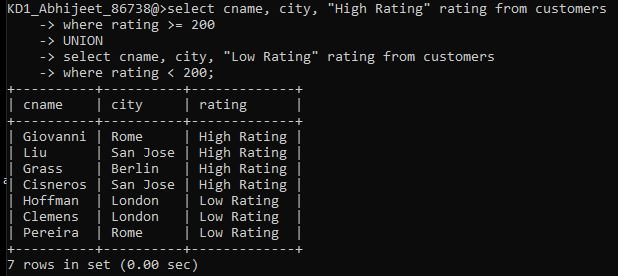 KD1_Abhijeet_86738@>select cname, city, "High Rating" rating from customers
    -> where rating >= 200
    -> UNION
    -> select cname, city, "Low Rating" rating from customers
    -> where rating < 200;
+----------+----------+-------------+
| cname    | city     | rating      |
+----------+----------+-------------+
| Giovanni | Rome     | High Rating |
| Liu      | San Jose | High Rating |
| Grass    | Berlin   | High Rating |
| Cisneros | San Jose | High Rating |
| Hoffman  | London   | Low Rating  |
| Clemens  | London   | Low Rating  |
| Pereira  | Rome     | Low Rating  |
+----------+----------+-------------+
7 rows in set (0.00 sec)